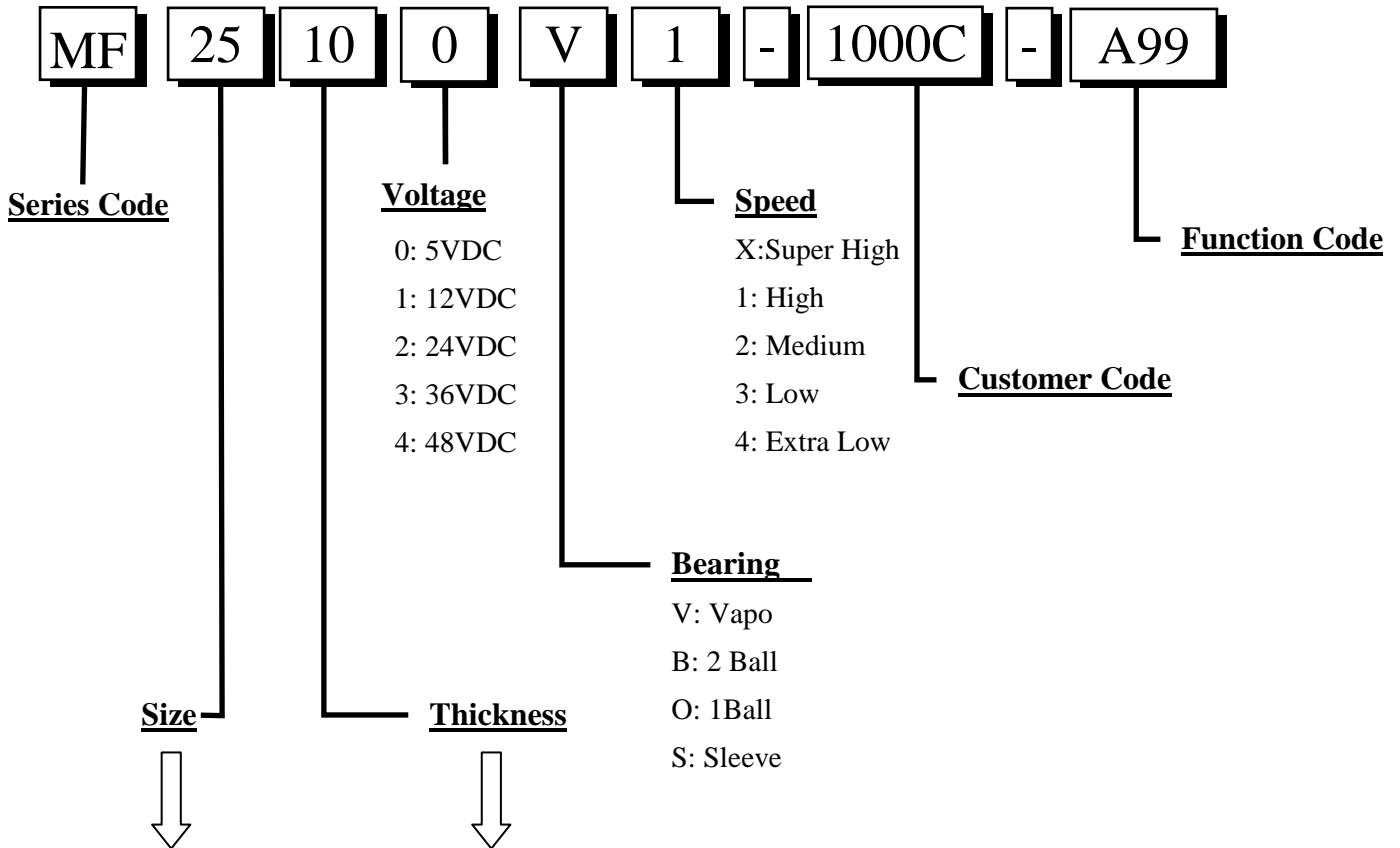 MF 25 10 0 V 1 - 1000C - A99
Series Code
Voltage
0: 5VDC
1: 12VDC
2: 24VDC
3: 36VDC
4: 48VDC
Speed
X:Super High
1: High
2: Medium
3: Low
4: Extra Low
Function Code
Customer Code
Bearing
V: Vapo
B: 2 Ball
O: 1Ball
S: Sleeve
Size
Thickness